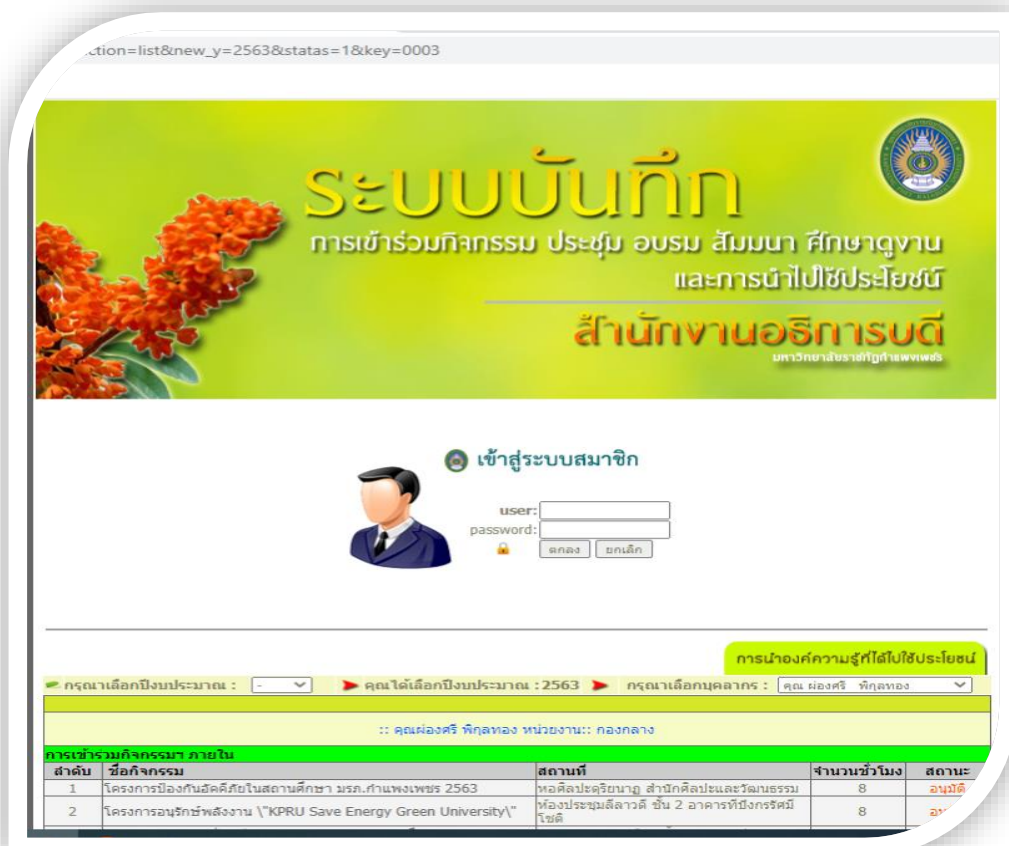 ction=list&new_y=2563&statas=1&key=0003
ระบบบันทึก
การเข้าร่วมกิจกรรม ประชุม อบรม สัมมนา ศึกษาดูงาน
และการนำไปใช้ประโยชน์
สำนักงานอธิการบดี
มหาวิทยาลัยราชภัฏกำแพงเพชร
เข้าสู่ระบบสมาชิก
user:
password:
ตกลง ยกเลิก
การนำองค์ความรู้ที่ได้ไปใช้ประโยชน์
กรุณาเลือกปีงบประมาณ : - คุณได้เลือกปีงบประมาณ :2563 กรุณาเลือกบุคลากร : คุณ ผ่องศรี พิกุลทอง
:: คุณผ่องศรี พิกุลทอง หน่วยงาน:: กองกลาง
การเข้าร่วมกิจกรรมฯ ภายใน
ลำดับ ชื่อกิจกรรม สถานที่ จำนวนชั่วโมง สถานะ
1 โครงการป้องกันอัคคีภัยในสถานศึกษา มรภ.กำแพงเพชร 2563 หอศิลปะดุริยนาฏ สำนักศิลปะและวัฒนธรรม 8 อนุมัติ
2 โครงการอนุรักษ์พลังงาน \"KPRU Save Energy Green University\" ห้องประชุมลีลาวดี ชั้น 2 อาคารทีปังกรรัศมีโชติ 8